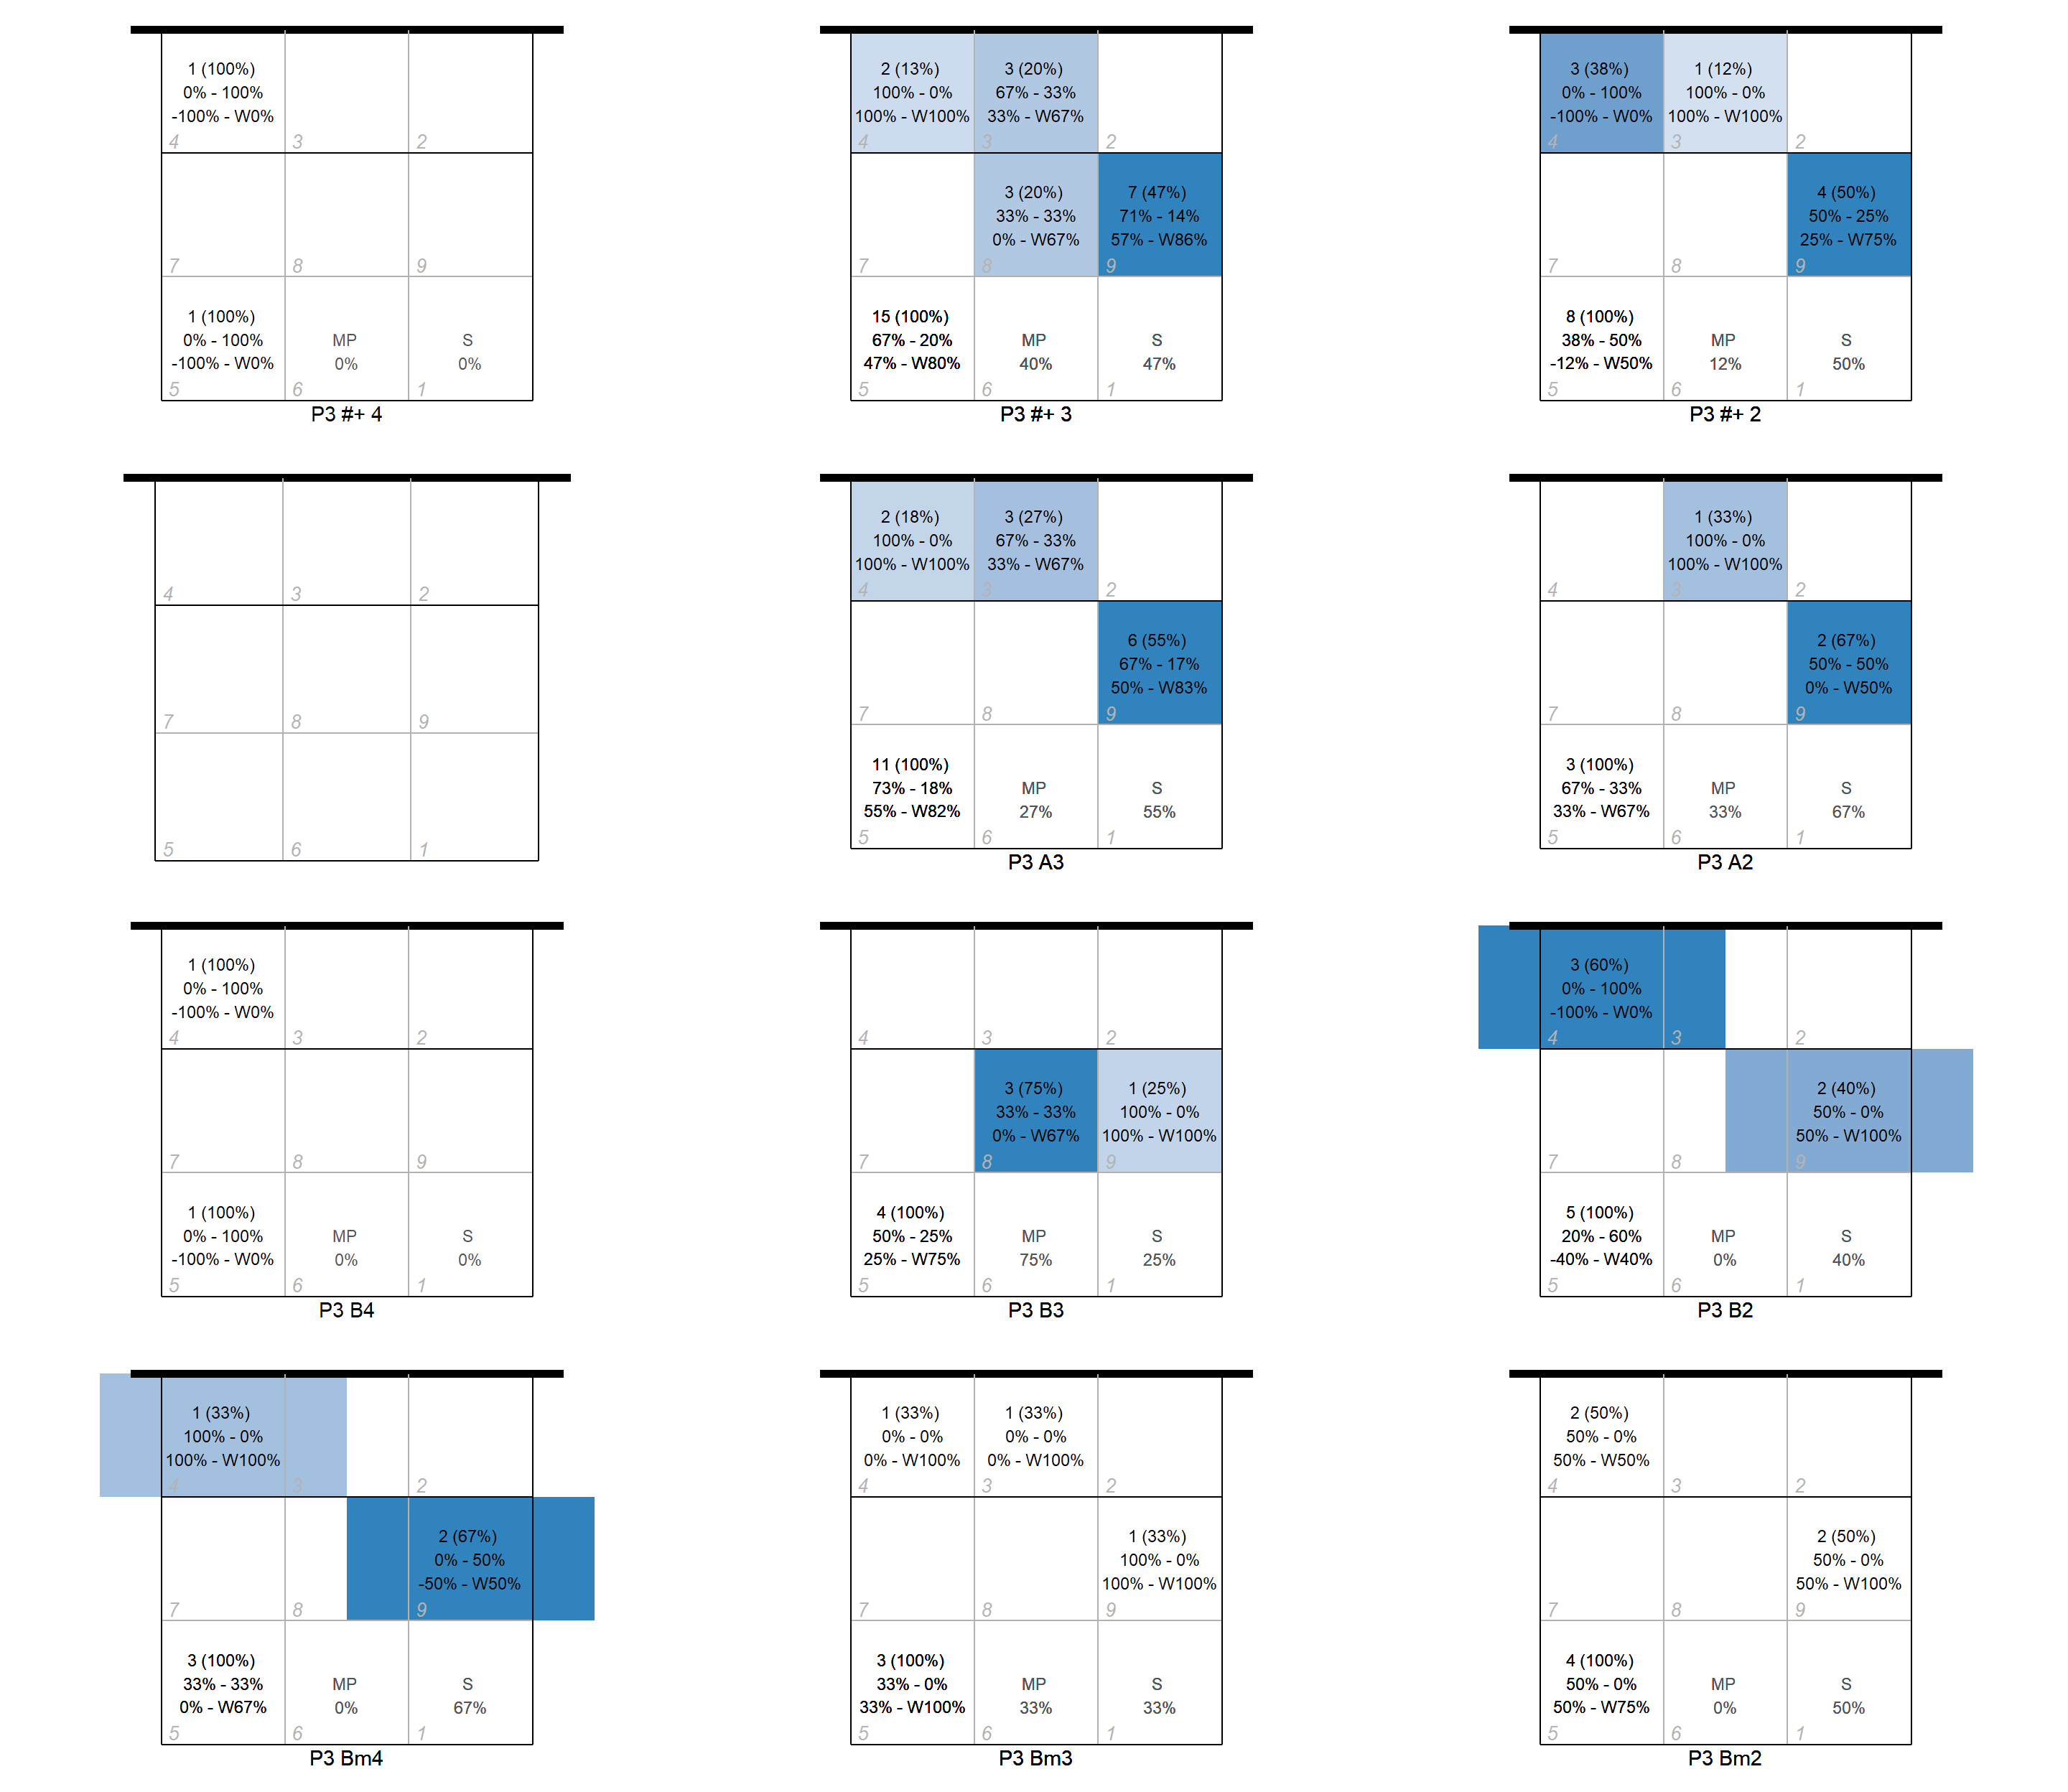 1 (100%)
0% - 100%
-100% - W0%
4
3
2
7
8
9
1 (100%)
0% - 100%
-100% - W0%
MP
0%
S
0%
5
6
1
P3 #+ 4
2 (13%)
100% - 0%
100% - W100%
3 (20%)
67% - 33%
33% - W67%
4
3
2
3 (20%)
33% - 33%
0% - W67%
7 (47%)
71% - 14%
57% - W86%
7
8
9
15 (100%)
67% - 20%
47% - W80%
MP
40%
S
47%
5
6
1
P3 #+ 3
3 (38%)
0% - 100%
-100% - W0%
1 (12%)
100% - 0%
100% - W100%
4
3
2
4 (50%)
50% - 25%
25% - W75%
7
8
9
8 (100%)
38% - 50%
-12% - W50%
MP
12%
S
50%
5
6
1
P3 #+ 2
4
3
2
7
8
9
5
6
1
2 (18%)
100% - 0%
100% - W100%
3 (27%)
67% - 33%
33% - W67%
4
3
2
6 (55%)
67% - 17%
50% - W83%
7
8
9
11 (100%)
73% - 18%
55% - W82%
MP
27%
S
55%
5
6
1
P3 A3
1 (33%)
100% - 0%
100% - W100%
4
3
2
2 (67%)
50% - 50%
0% - W50%
7
8
9
3 (100%)
67% - 33%
33% - W67%
MP
33%
S
67%
5
6
1
P3 A2
1 (100%)
0% - 100%
-100% - W0%
4
3
2
7
8
9
1 (100%)
0% - 100%
-100% - W0%
MP
0%
S
0%
5
6
1
P3 B4
4
3
2
3 (75%)
33% - 33%
0% - W67%
1 (25%)
100% - 0%
100% - W100%
7
8
9
4 (100%)
50% - 25%
25% - W75%
MP
75%
S
25%
5
6
1
P3 B3
3 (60%)
0% - 100%
-100% - W0%
4
3
2
2 (40%)
50% - 0%
50% - W100%
7
8
9
5 (100%)
20% - 60%
-40% - W40%
MP
0%
S
40%
5
6
1
P3 B2
1 (33%)
100% - 0%
100% - W100%
4
3
2
2 (67%)
0% - 50%
-50% - W50%
7
8
9
3 (100%)
33% - 33%
0% - W67%
MP
0%
S
67%
5
6
1
P3 Bm4
1 (33%)
0% - 0%
0% - W100%
1 (33%)
0% - 0%
0% - W100%
4
3
2
1 (33%)
100% - 0%
100% - W100%
7
8
9
3 (100%)
33% - 0%
33% - W100%
MP
33%
S
33%
5
6
1
P3 Bm3
2 (50%)
50% - 0%
50% - W50%
4
3
2
2 (50%)
50% - 0%
50% - W100%
7
8
9
4 (100%)
50% - 0%
50% - W75%
MP
0%
S
50%
5
6
1
P3 Bm2